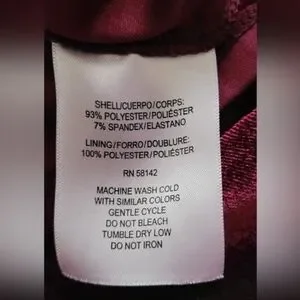 SHELL/CUERPO/CORPS:
93% POLYESTER/POLIÉSTER
7% SPANDEX/ELASTANO
LINING/FORRO/DOUBLURE:
100% POLYESTER/POLIÉSTER
RN 58142
MACHINE WASH COLD
WITH SIMILAR COLORS
GENTLE CYCLE
DO NOT BLEACH
TUMBLE DRY LOW
DO NOT IRON